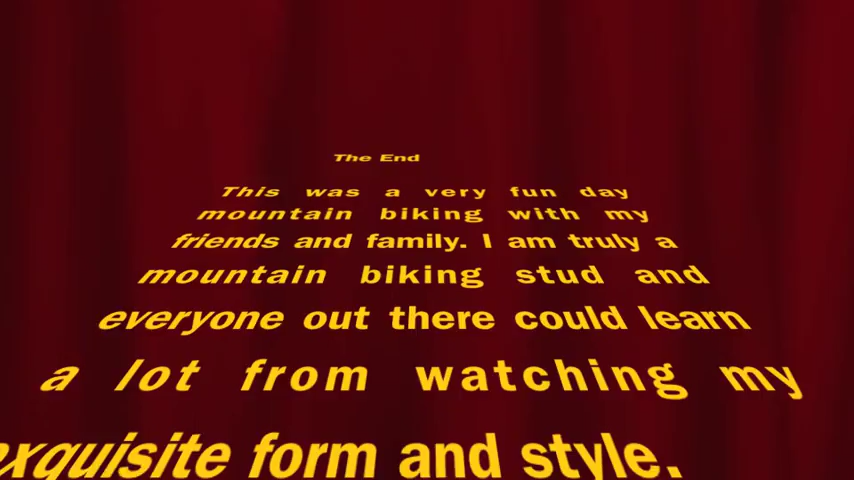 The End
This was a very fun day
mountain biking with my
friends and family. I am truly a
mountain biking stud and
everyone out there could learn
a lot from watching my
exquisite form and style.